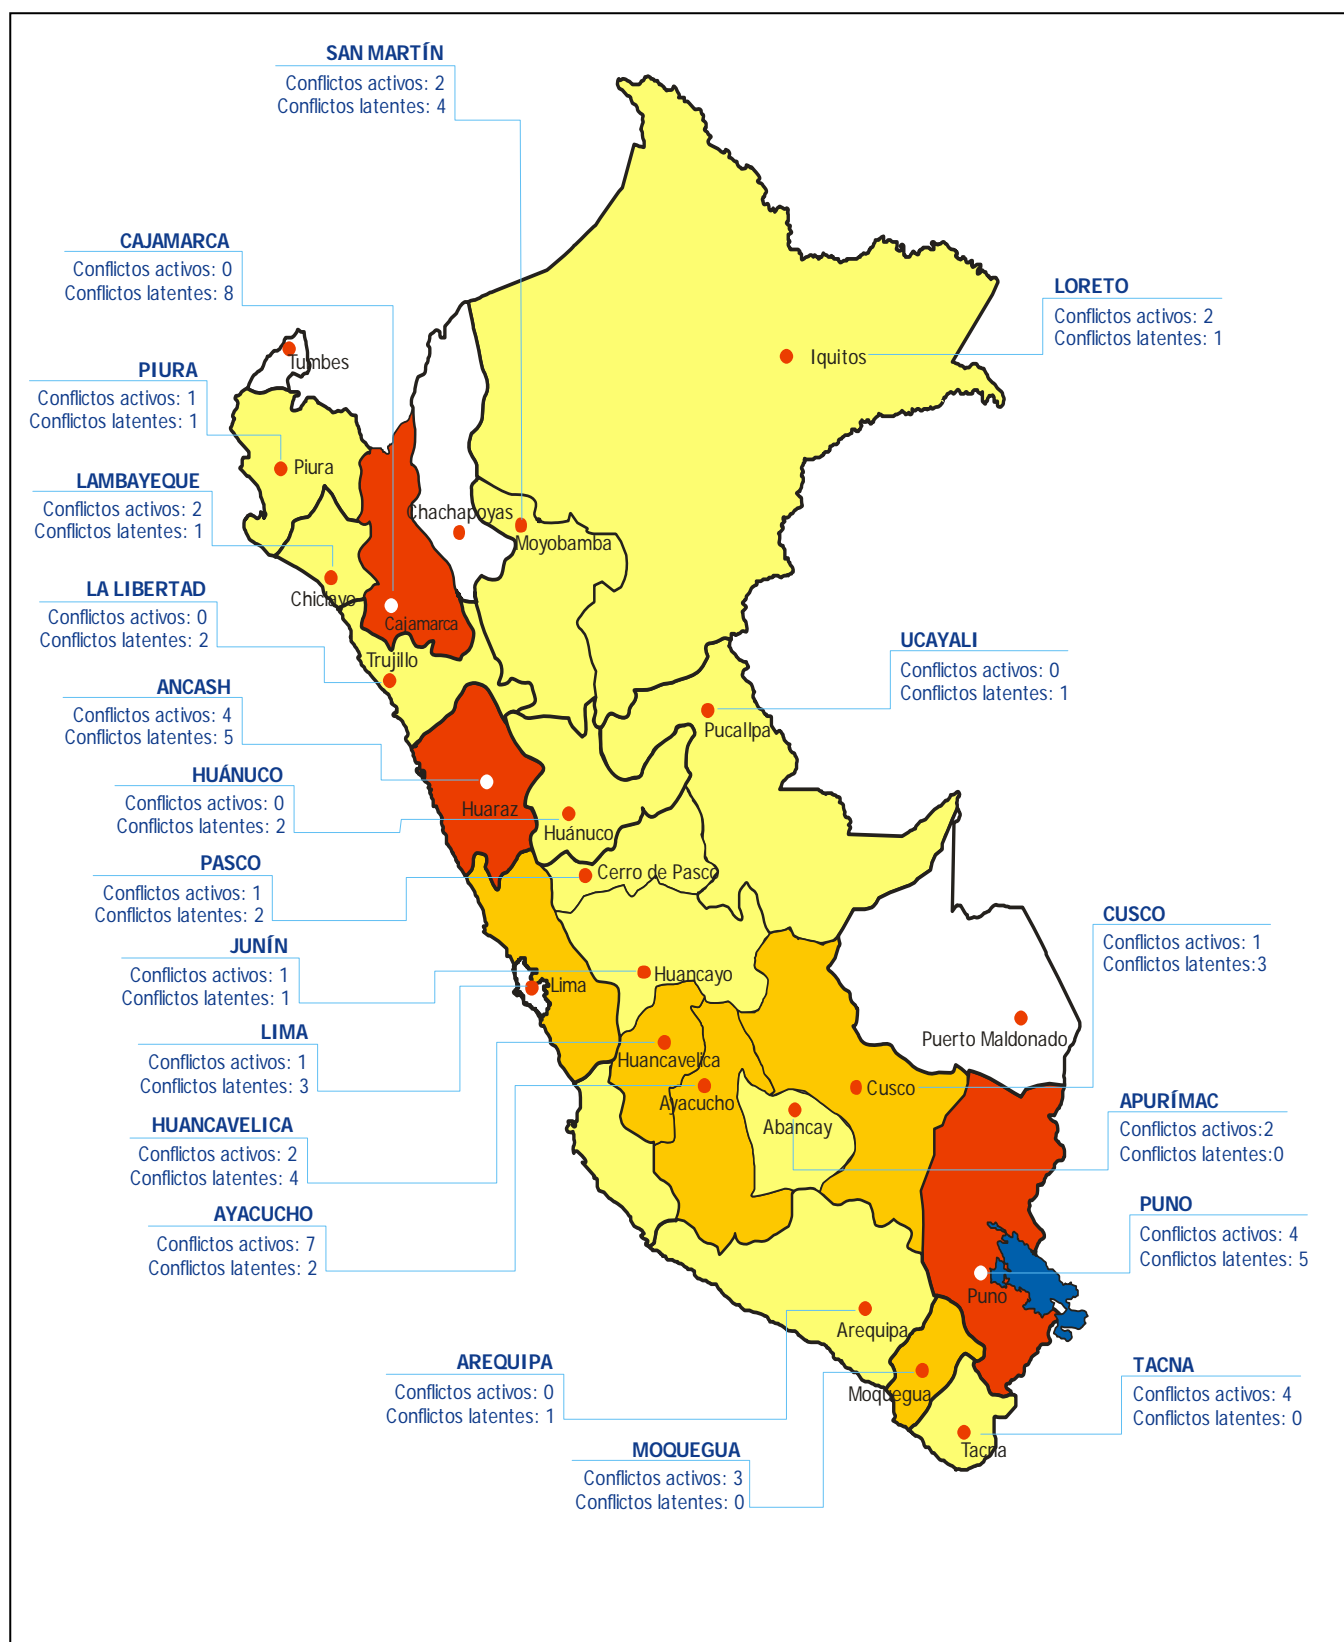 SAN MARTÍN
Conflictos activos: 2
Conflictos latentes: 4
CAJAMARCA
Conflictos activos: 0
Conflictos latentes: 8
LORETO
Conflictos activos: 2
Conflictos latentes: 1
Iquitos
Tumbes
PIURA
Conflictos activos: 1
Conflictos latentes: 1
Piura
LAMBAYEQUE
Conflictos activos: 2
Conflictos latentes: 1
Chachapoyas
Moyobamba
Chiclayo
LA LIBERTAD
Conflictos activos: 0
Conflictos latentes: 2
Cajamarca
Trujillo
UCAYALI
Conflictos activos: 0
Conflictos latentes: 1
Pucallpa
ANCASH
Conflictos activos: 4
Conflictos latentes: 5
Huaraz
HUÁNUCO
Conflictos activos: 0
Conflictos latentes: 2
Huánuco
PASCO
Conflictos activos: 1
Conflictos latentes: 2
Cerro de Pasco
CUSCO
Conflictos activos: 1
Conflictos latentes:3
JUNÍN
Conflictos activos: 1
Conflictos latentes: 1
Huancayo
Lima
Puerto Maldonado
LIMA
Conflictos activos: 1
Conflictos latentes: 3
Huancavelica
Ayacucho
Cusco
Abancay
APURÍMAC
Conflictos activos:2
Conflictos latentes:0
HUANCAVELICA
Conflictos activos: 2
Conflictos latentes: 4
AYACUCHO
Conflictos activos: 7
Conflictos latentes: 2
PUNO
Conflictos activos: 4
Conflictos latentes: 5
Puno
Arequipa
AREQUIPA
Conflictos activos: 0
Conflictos latentes: 1
Moquegua
TACNA
Conflictos activos: 4
Conflictos latentes: 0
Tacna
MOQUEGUA
Conflictos activos: 3
Conflictos latentes: 0